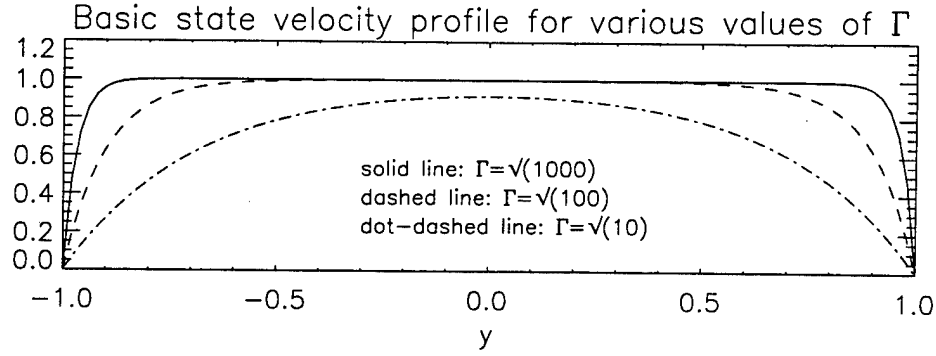 Basic state velocity profile for various values of Γ
1.2
1.0
0.8
0.6
0.4
0.2
0.0
solid line: Γ=√(1000)
dashed line: Γ=√(100)
dot-dashed line: Γ=√(10)
-1.0 -0.5 0.0 0.5 1.0
y